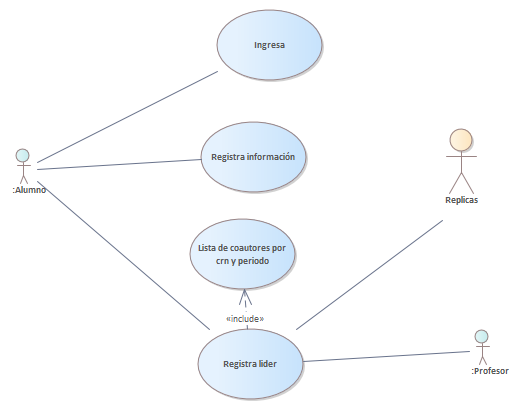 Ingresa
Registra información
Replicas
:Alumno
Lista de coautores por
crn y periodo
«include»
Registra lider
:Profesor